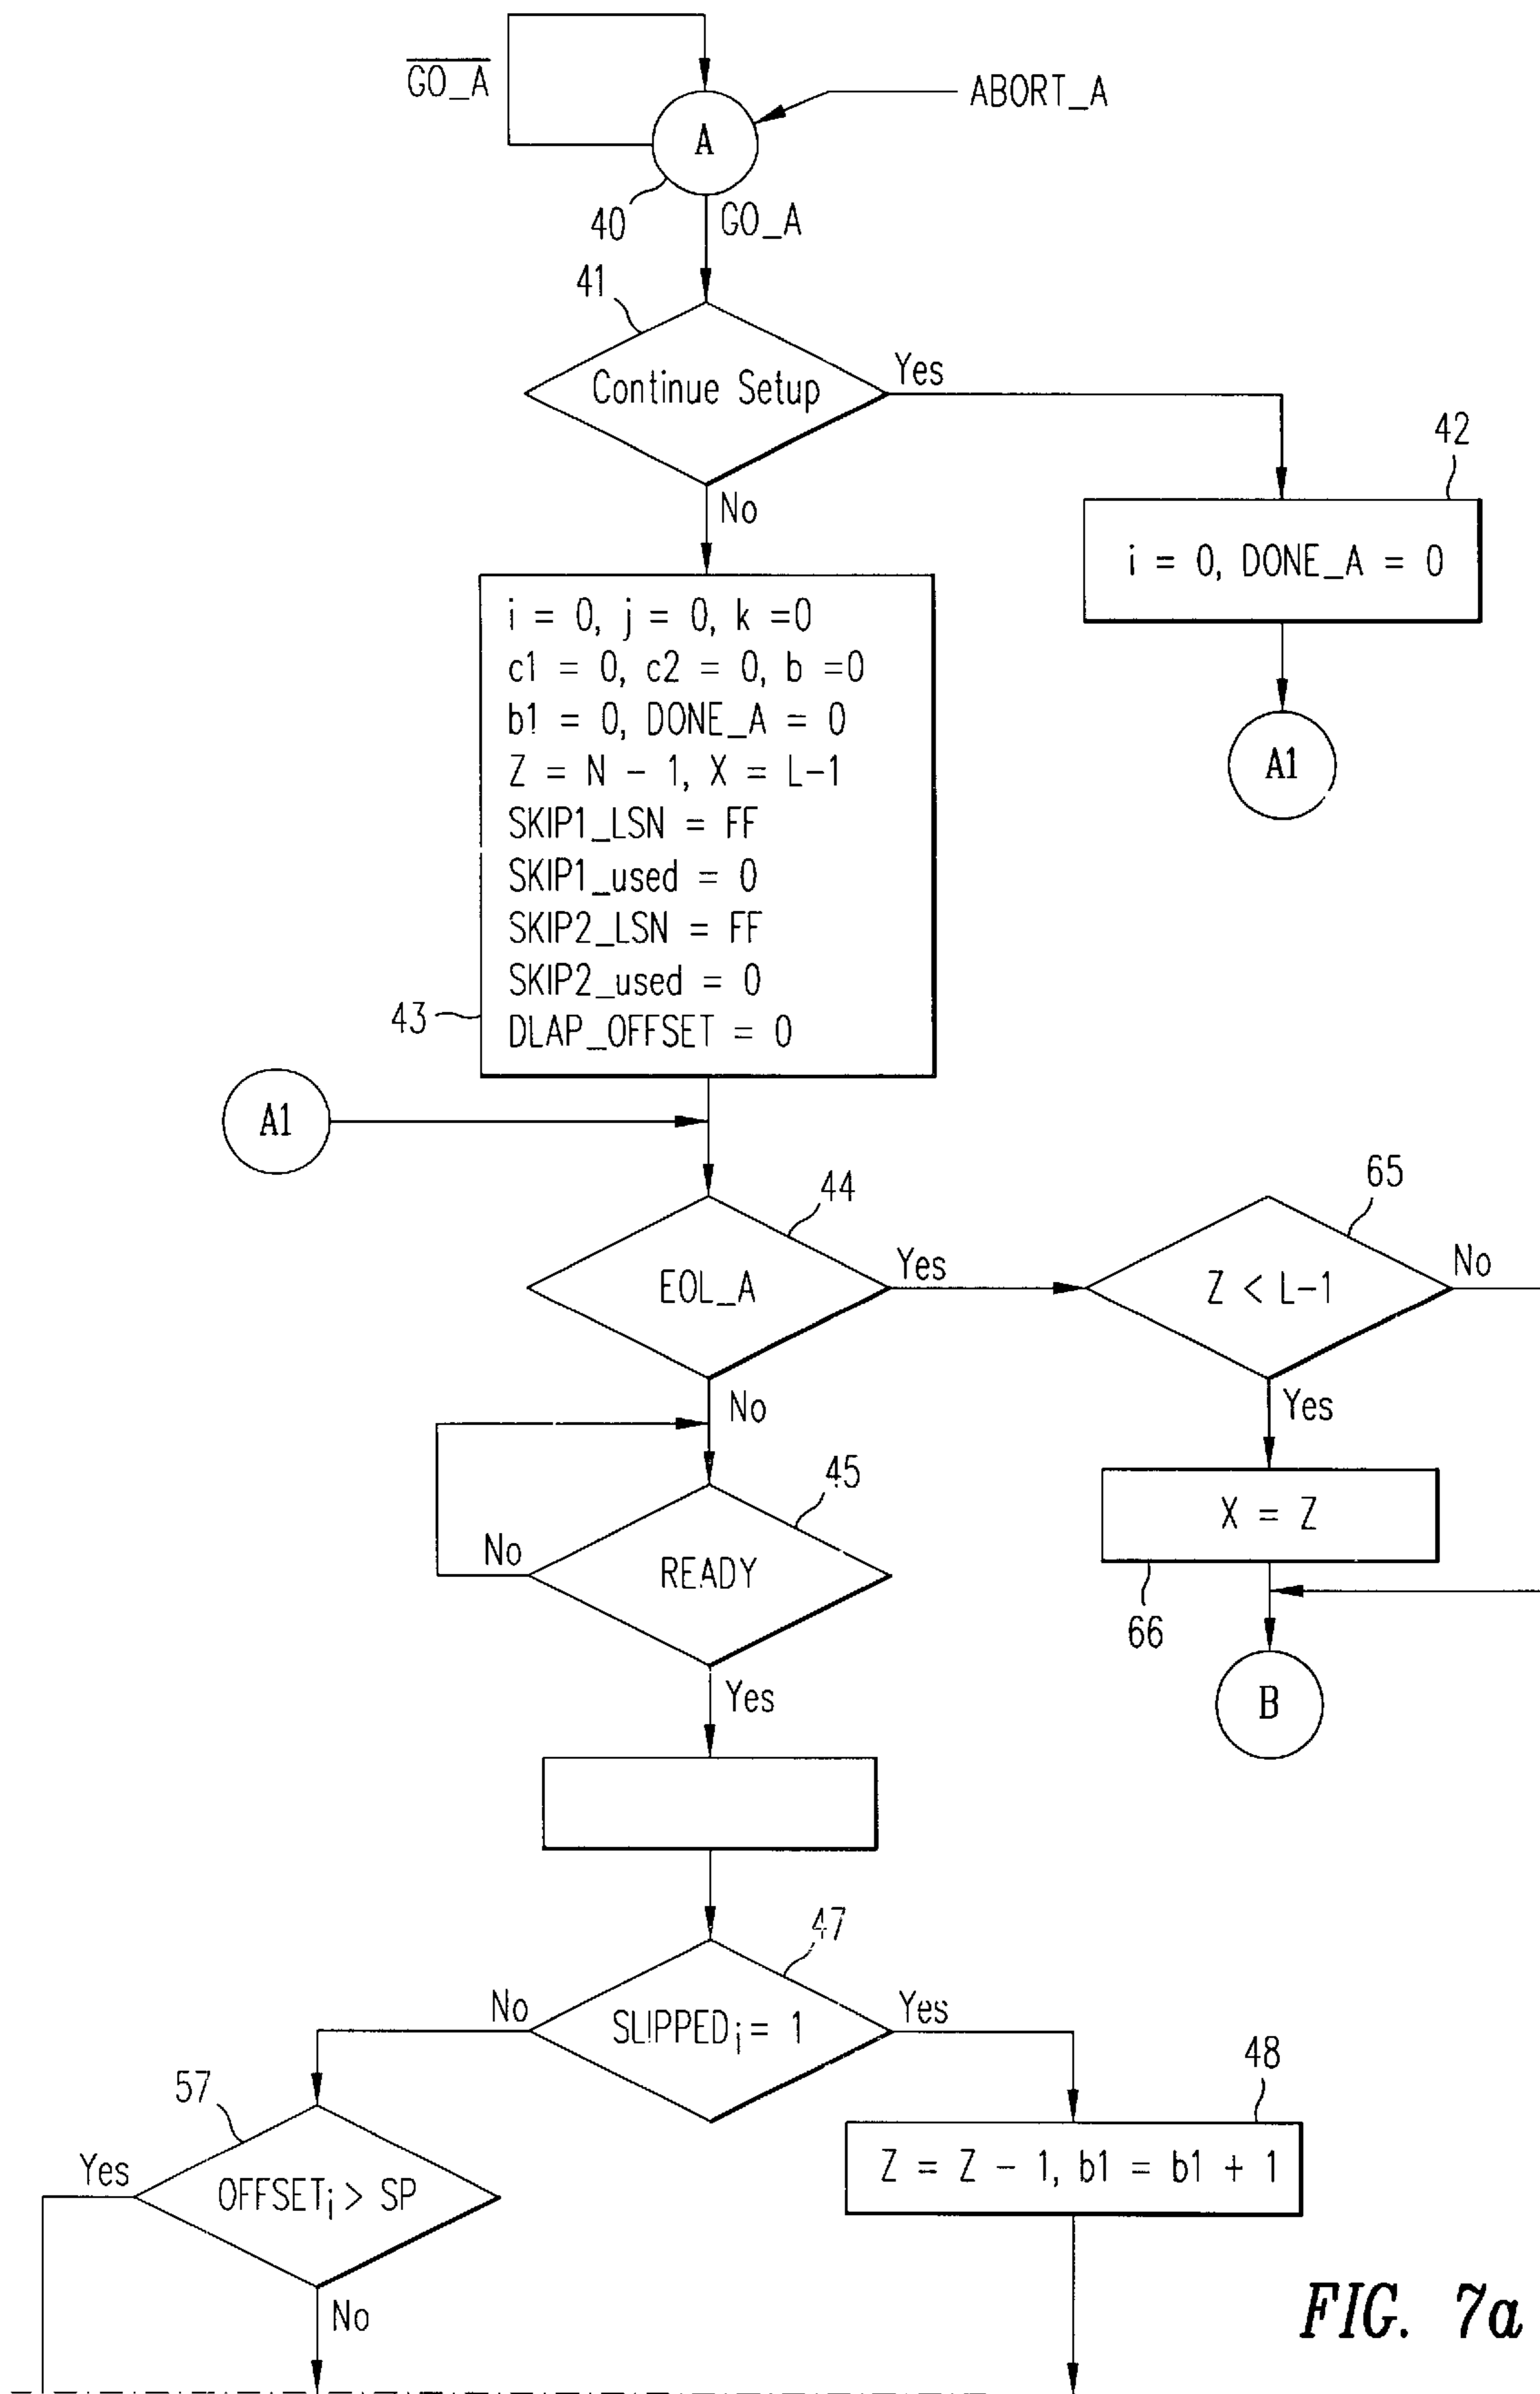 GO_A
ABORT_A
A
40
GO_A
41
Continue Setup
Yes
42
No
i = 0, DONE_A = 0
i = 0, j = 0, k =0
c1 = 0, c2 = 0, b =0
b1 = 0, DONE_A = 0
Z = N - 1, X = L-1
SKIP1_LSN = FF
SKIP1_used = 0
SKIP2_LSN = FF
SKIP2_used = 0
DLAP_OFFSET = 0
A1
43
A1
44
65
EOL_A
Yes
Z < L-1
No
No
Yes
45
X = Z
No
READY
66
Yes
B
47
No
SLIPPEDi = 1
Yes
48
57
Z = Z - 1, b1 = b1 + 1
Yes
OFFSETi > SP
No
FIG. 7a